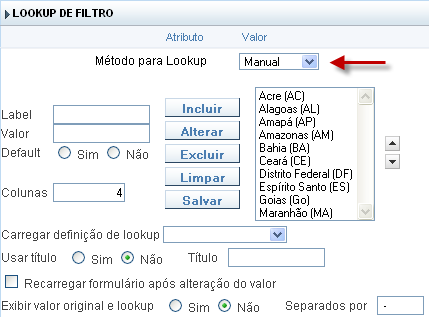 LOOKUP DE FILTRO
Atributo Valor
Método para Lookup Manual
Label
Valor
Default Sim Não
Colunas 4
Incluir
Alterar
Excluir
Limpar
Salvar
Acre (AC)
Alagoas (AL)
Amapá (AP)
Amazonas (AM)
Bahia (BA)
Ceará (CE)
Distrito Federal (DF)
Espírito Santo (ES)
Goias (Go)
Maranhão (MA)
Carregar definição de lookup
Usar título Sim Não Título
Recarregar formulário após alteração do valor
Exibir valor original e lookup Sim Não Separados por -